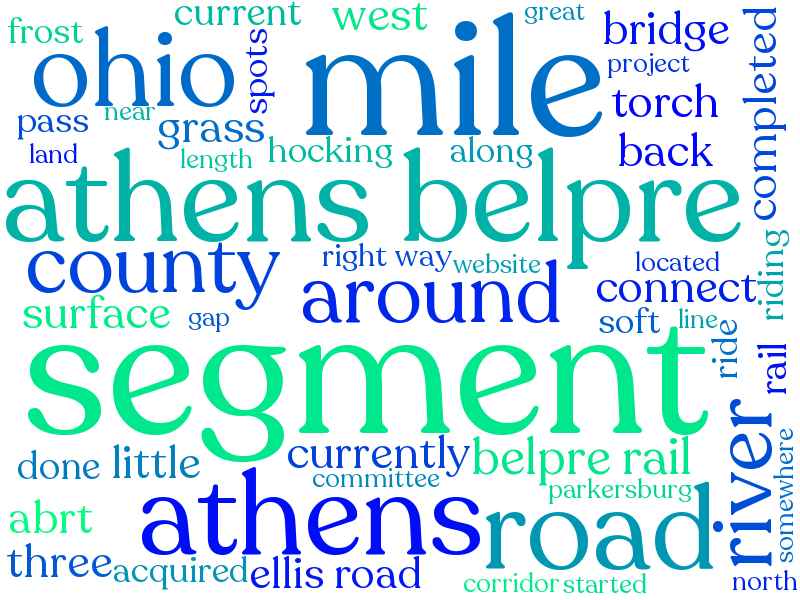 frost
current
west
great
bridge
completed
ohio
spots
mile
project
torch
pass
near
grass
land
length
hocking
along
back
athens belpre
county
right way
website
located
riding
around
connect
surface
gap
soft
line
ride
rail
segment
river
somewhere
done
little
currently
belpre rail
committee
parkersburg
abrt
athens
road
three
acquired
ellis road
corridor
started
north